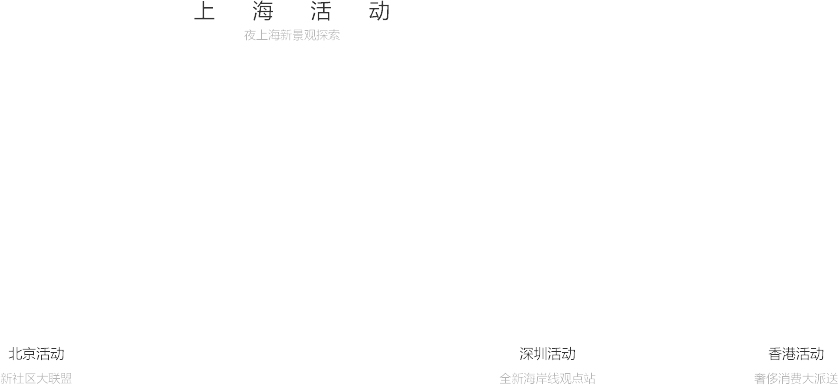 上海活动
夜上海新景观探索
北京活动
新社区大联盟
深圳活动
全新海岸线观点站
香港活动
奢侈消费大派送